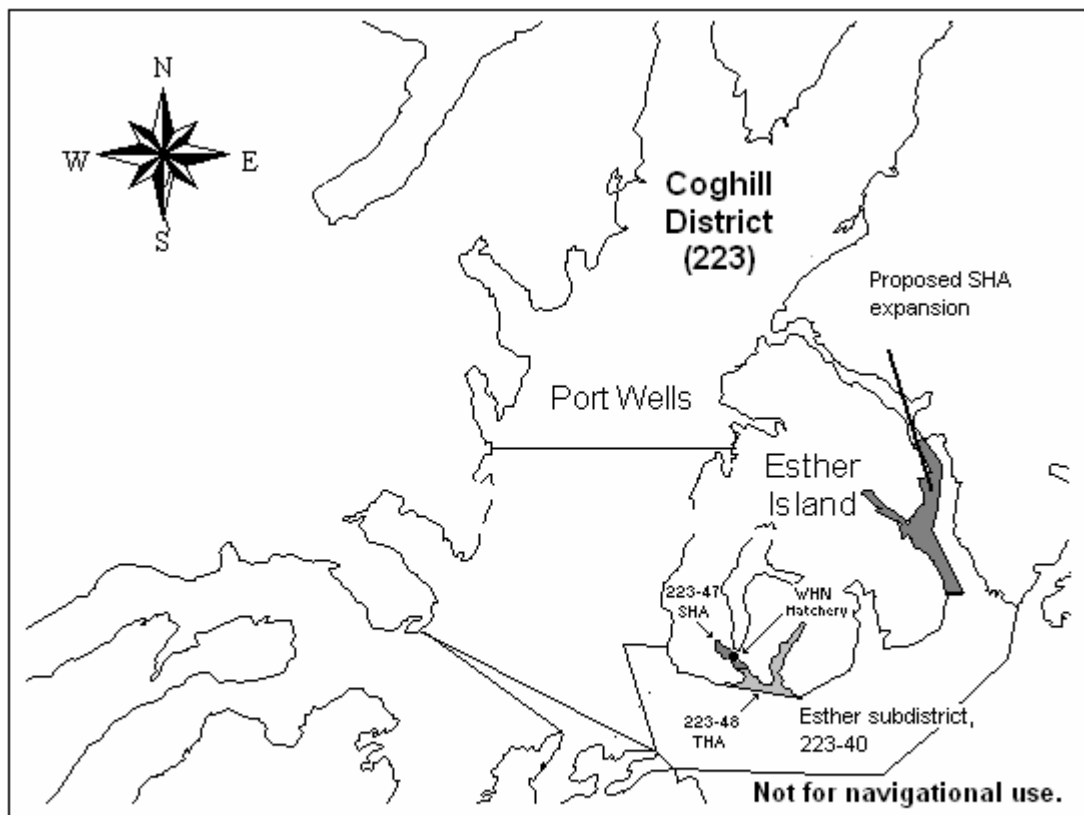 N
W
E
S
Coghill
District
(223)
Proposed SHA
expansion
Port Wells
Esther
Island
223-47
SHA
WHN
Hatchery
223-48
THA
Esther subdistrict,
223-40
Not for navigational use.